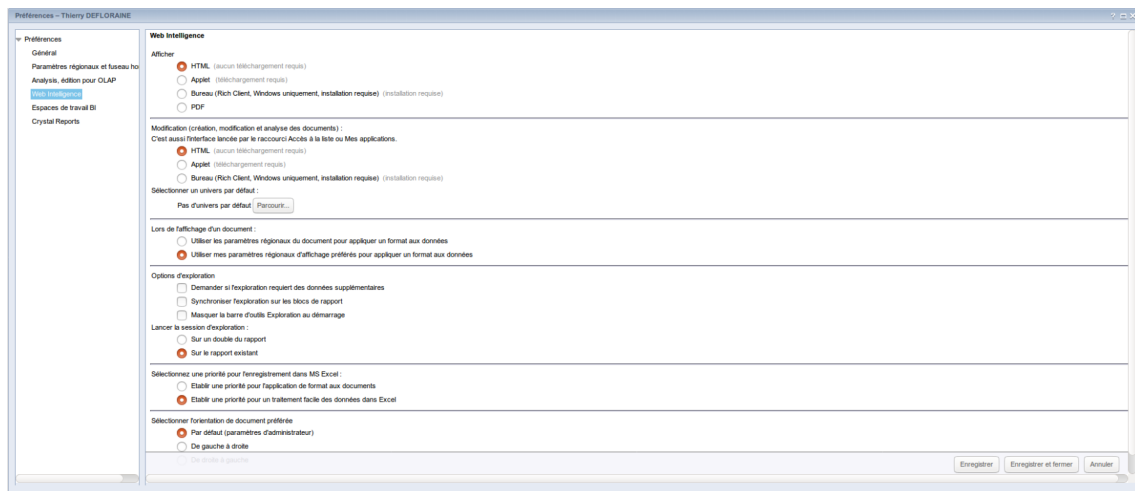 Préférences – Thierry DEFLORAINE
Préférences
Général
Paramètres régionaux et fuseau ho
Analysis, édition pour OLAP
Web Intelligence
Espaces de travail BI
Crystal Reports
Web Intelligence
Afficher
HTML (aucun téléchargement requis)
Applet (téléchargement requis)
Bureau (Rich Client, Windows uniquement, installation requise) (installation requise)
PDF
Modification (création, modification et analyse des documents) :
C'est aussi l'interface lancée par le raccourci Accès à la liste ou Mes applications.
HTML (aucun téléchargement requis)
Applet (téléchargement requis)
Bureau (Rich Client, Windows uniquement, installation requise) (installation requise)
Sélectionner un univers par défaut :
Pas d'univers par défaut Parcourir...
Lors de l'affichage d'un document :
Utiliser les paramètres régionaux du document pour appliquer un format aux données
Utiliser mes paramètres régionaux d'affichage préférés pour appliquer un format aux données
Options d'exploration
Demander si l'exploration requiert des données supplémentaires
Synchroniser l'exploration sur les blocs de rapport
Masquer la barre d'outils Exploration au démarrage
Lancer la session d'exploration :
Sur un double du rapport
Sur le rapport existant
Sélectionnez une priorité pour l'enregistrement dans MS Excel :
Etablir une priorité pour l'application de format aux documents
Etablir une priorité pour un traitement facile des données dans Excel
Sélectionner l'orientation de document préférée
Par défaut (paramètres d'administrateur)
De gauche à droite
De droite à gauche
Enregistrer Enregistrer et fermer Annuler